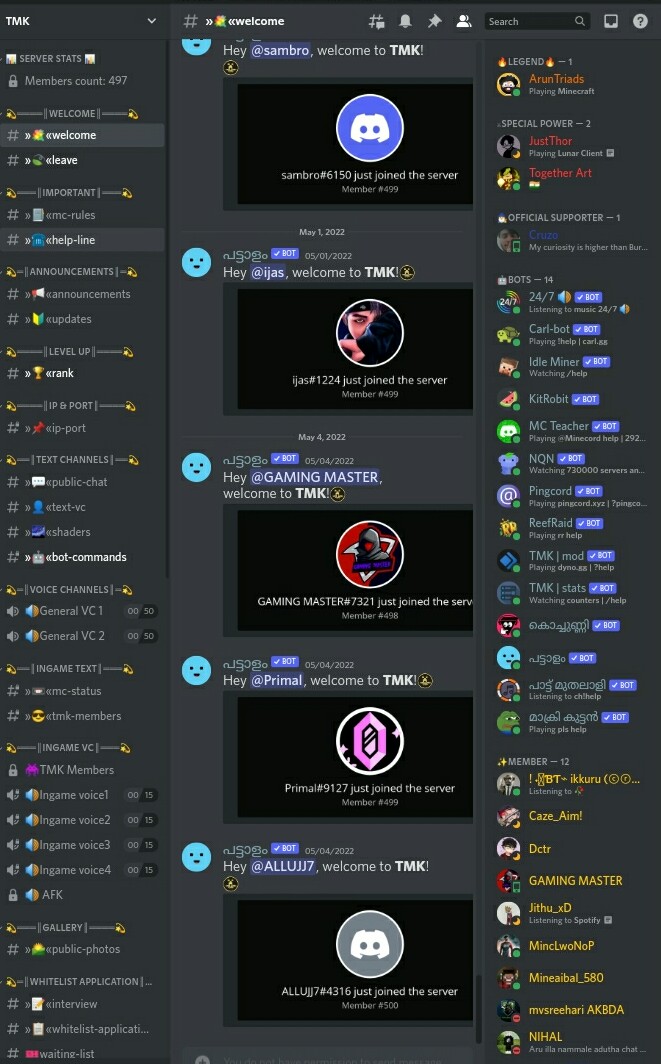 TMK
📊 SERVER STATS 📊
Members count: 497
💫═══║WELCOME║═══💫
»💐«welcome
»«leave
💫═══║IMPORTANT║═══💫
»«mc-rules
»«help-line
💫═║ANNOUNCEMENTS║═💫
»📢«announcements
»🔰«updates
💫═══║LEVEL UP║═══💫
»🏆«rank
💫═══║IP & PORT║═══💫
»📌«ip-port
💫══║TEXT CHANNELS║══💫
»💬«public-chat
»👤«text-vc
»«shaders
»🤖«bot-commands
💫═║VOICE CHANNELS║═💫
🔊General VC 1 00 50
🔊General VC 2 00 50
💫══║INGAME TEXT║══💫
»«mc-status
»😎«tmk-members
💫═══║INGAME VC║═══💫
👾TMK Members
🔊Ingame voice1 00 15
🔊Ingame voice2 00 15
🔊Ingame voice3 00 15
🔊Ingame voice4 00 15
🔊 AFK
💫═══║GALLERY║═══💫
»🌄«public-photos
💫═║WHITELIST APPLICATION║...
»📝«interview
»📋«whitelist-applicati...
🎟️waiting-list
»💐«welcome
Search
Hey @sambro, welcome to TMK!
sambro#6150 just joined the server
Member #499
May 1, 2022
പട്ടാളം ✓ BOT 05/01/2022
Hey @ijas, welcome to TMK!
ijas#1224 just joined the server
Member #499
May 4, 2022
പട്ടാളം ✓ BOT 05/04/2022
Hey @GAMING MASTER,
welcome to TMK!
GAMING MASTER
GAMING MASTER#7321 just joined the serv
Member #498
പട്ടാളം ✓ BOT 05/04/2022
Hey @Primal, welcome to TMK!
Primal#9127 just joined the server
Member #499
പട്ടാളം ✓ BOT 05/04/2022
Hey @ALLUJJ7, welcome to TMK!
ALLUJJ7#4316 just joined the server
Member #500
You do not have permission to send message
🔥LEGEND🔥 — 1
ArunTriads
Playing Minecraft
SPECIAL POWER — 2
JustThor
Playing Lunar Client
Together Art
🇮🇳
OFFICIAL SUPPORTER — 1
Cruzo
My curiosity is higher than Bur...
🤖BOTS — 14
24/7
24/7 🔊 ✓ BOT
Listening to music 24/7 🔊
Carl-bot ✓ BOT
Playing !help | carl.gg
Idle Miner ✓ BOT
Watching /help
KitRobit ✓ BOT
MC Teacher ✓ BOT
Playing @Minecord help | 292...
NQN ✓ BOT
Watching 730000 servers an...
Pingcord ✓ BOT
Playing pingcord.xyz | ?pingco...
ReefRaid ✓ BOT
Playing rr help
TMK | mod ✓ BOT
Playing dyno.gg | ?help
TMK | stats ✓ BOT
Watching counters | /help
കൊച്ചുണ്ണി ✓ BOT
പട്ടാളം ✓ BOT
പാട്ട് മുതലാളി ✓ BOT
Listening to ch!help
മാക്രി കുട്ടൻ ✓ BOT
Playing pls help
✨MEMBER — 12
ikkuru
Listening to
Caze_Aim!
Dctr
GAMING MASTER
Jithu_xD
Listening to Spotify
MincLwoNoP
Mineaibal_580
mvsreehari AKBDA
NIHAL
Aru illa nammale adutha chat ...